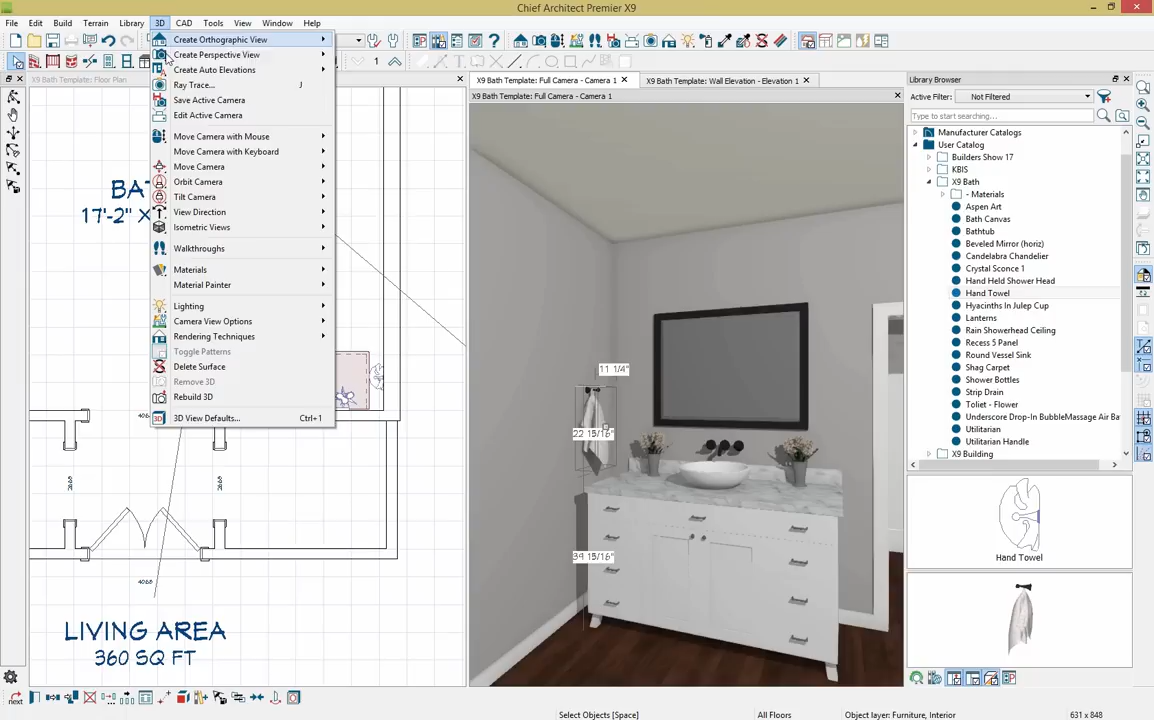 Chief Architect Premier X9
File Edit Build Terrain Library 3D CAD Tools View Window Help
X9 Bath Template: Floor Plan
X9 Bath Template: Full Camera - Camera 1
X9 Bath Template: Wall Elevation - Elevation 1
X9 Bath Template: Full Camera - Camera 1
1
Create Orthographic View
Create Perspective View
Create Auto Elevations
Ray Trace... J
Save Active Camera
Edit Active Camera
Move Camera with Mouse
Move Camera with Keyboard
Move Camera
Orbit Camera
Tilt Camera
View Direction
Isometric Views
Walkthroughs
Materials
Material Painter
Lighting
Camera View Options
Rendering Techniques
Toggle Patterns
Delete Surface
Remove 3D
Rebuild 3D
3D View Defaults... Ctrl+1
BAT
17'-2" X
LIVING AREA
360 SQ FT
11 1/4"
22 15/16"
39 15/16"
Library Browser
Active Filter: Not Filtered
Type to start searching...
Manufacturer Catalogs
User Catalog
Builders Show 17
KBIS
X9 Bath
- Materials
Aspen Art
Bath Canvas
Bathtub
Beveled Mirror (horiz)
Candelabra Chandelier
Crystal Sconce 1
Hand Held Shower Head
Hand Towel
Hyacinths In Julep Cup
Lanterns
Rain Showerhead Ceiling
Recess 5 Panel
Round Vessel Sink
Shag Carpet
Shower Bottles
Strip Drain
Toliet - Flower
Underscore Drop-In BubbleMassage Air Ba
Utilitarian
Utilitarian Handle
X9 Building
Hand Towel
next
Select Objects [Space]
All Floors
Object layer: Furniture, Interior
631 x 848